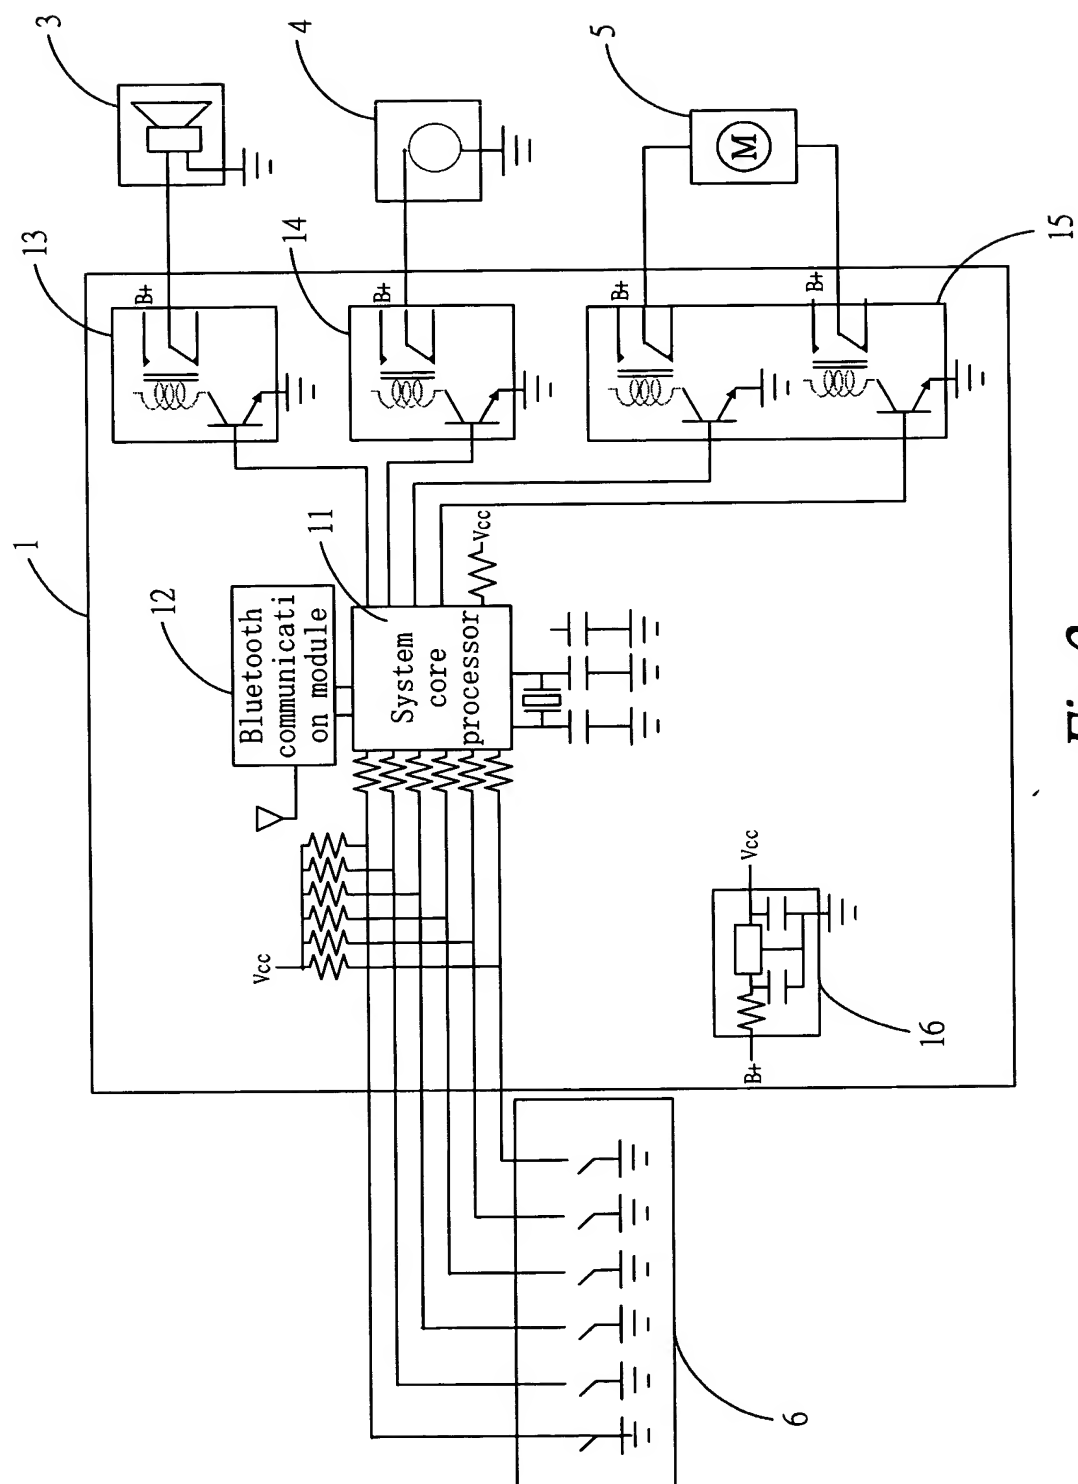 3
4
5
13
14
15
B+
B+
B+
B+
1
11
12
Vcc
Bluetooth
communicati
on module
System
core
processor
M
Vcc
Vcc
B+
16
6